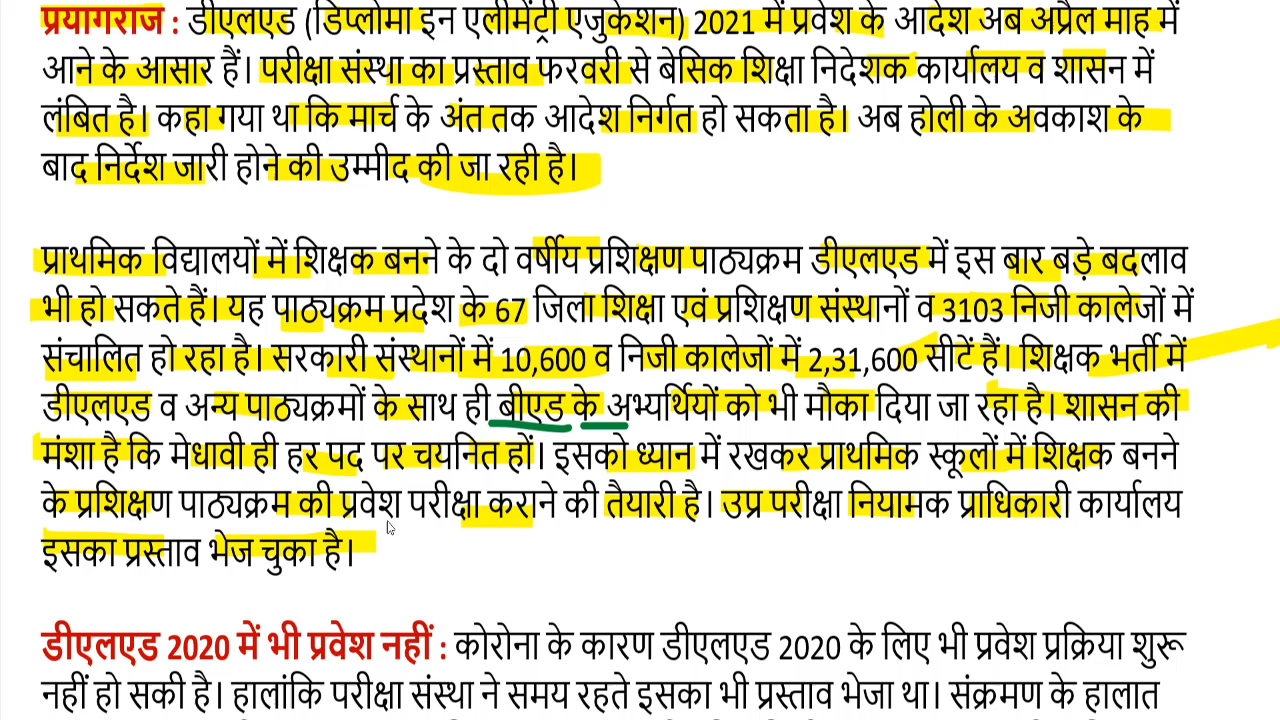 प्रयागराज : डीएलएड (डिप्लोमा इन एलीमेंट्री एजुकेशन) 2021 में प्रवेश के आदेश अब अप्रैल माह में
आने के आसार हैं। परीक्षा संस्था का प्रस्ताव फरवरी से बेसिक शिक्षा निदेशक कार्यालय व शासन में
लंबित है। कहा गया था कि मार्च के अंत तक आदेश निर्गत हो सकता है। अब होली के अवकाश के
बाद निर्देश जारी होने की उम्मीद की जा रही है।
प्राथमिक विद्यालयों में शिक्षक बनने के दो वर्षीय प्रशिक्षण पाठ्यक्रम डीएलएड में इस बार बड़े बदलाव
भी हो सकते हैं। यह पाठ्यक्रम प्रदेश के 67 जिला शिक्षा एवं प्रशिक्षण संस्थानों व 3103 निजी कालेजों में
संचालित हो रहा है। सरकारी संस्थानों में 10,600 व निजी कालेजों में 2,31,600 सीटें हैं। शिक्षक भर्ती में
डीएलएड व अन्य पाठ्यक्रमों के साथ ही बीएड के अभ्यर्थियों को भी मौका दिया जा रहा है। शासन की
मंशा है कि मेधावी ही हर पद पर चयनित हों। इसको ध्यान में रखकर प्राथमिक स्कूलों में शिक्षक बनने
के प्रशिक्षण पाठ्यक्रम की प्रवेश परीक्षा कराने की तैयारी है। उप्र परीक्षा नियामक प्राधिकारी कार्यालय
इसका प्रस्ताव भेज चुका है।
डीएलएड 2020 में भी प्रवेश नहीं : कोरोना के कारण डीएलएड 2020 के लिए भी प्रवेश प्रक्रिया शुरू
नहीं हो सकी है। हालांकि परीक्षा संस्था ने समय रहते इसका भी प्रस्ताव भेजा था। संक्रमण के हालात